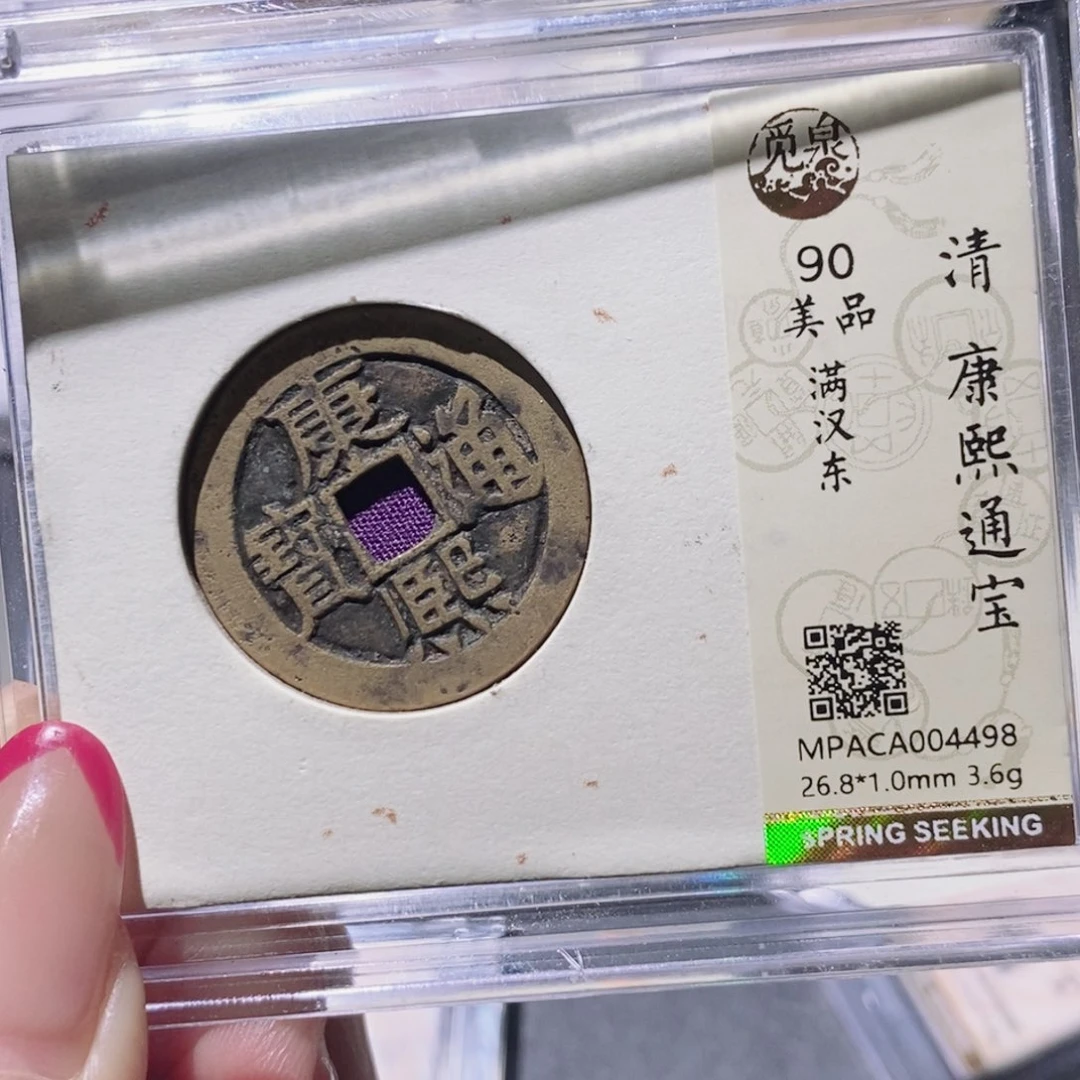 康熙通寶
觅泉
清 康熙通宝
90
美品
满汉东
MPACA004498
26.8*1.0mm 3.6g
SPRING SEEKING